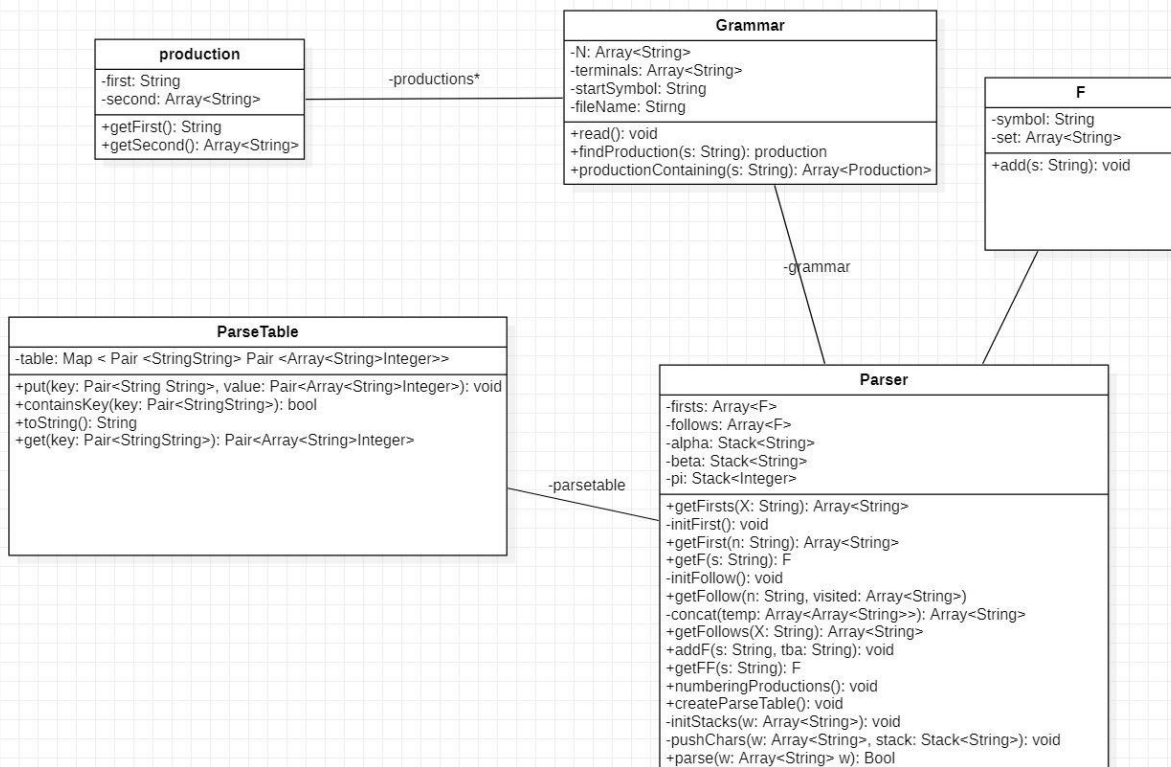 production
-first: String
-second: Array<String>
+getFirst(): String
+getSecond(): Array<String>
-productions*
Grammar
-N: Array<String>
-terminals: Array<String>
-startSymbol: String
-fileName: Stirng
+read(): void
+findProduction(s: String): production
+productionContaining(s: String): Array<Production>
F
-symbol: String
-set: Array<String>
+add(s: String): void
-grammar
ParseTable
-table: Map < Pair <StringString> Pair <Array<String>Integer>>
+put(key: Pair<String String>, value: Pair<Array<String>Integer>): void
+containsKey(key: Pair<StringString>): bool
+toString(): String
+get(key: Pair<StringString>): Pair<Array<String>Integer>
-parsetable
Parser
-firsts: Array<F>
-follows: Array<F>
-alpha: Stack<String>
-beta: Stack<String>
-pi: Stack<Integer>
+getFirsts(X: String): Array<String>
-initFirst(): void
+getFirst(n: String): Array<String>
+getF(s: String): F
-initFollow(): void
+getFollow(n: String, visited: Array<String>)
-concat(temp: Array<Array<String>>): Array<String>
+getFollows(X: String): Array<String>
+addF(s: String, tba: String): void
+getFF(s: String): F
+numberingProductions(): void
+createParseTable(): void
-initStacks(w: Array<String>): void
-pushChars(w: Array<String>, stack: Stack<String>): void
+parse(w: Array<String> w): Bool